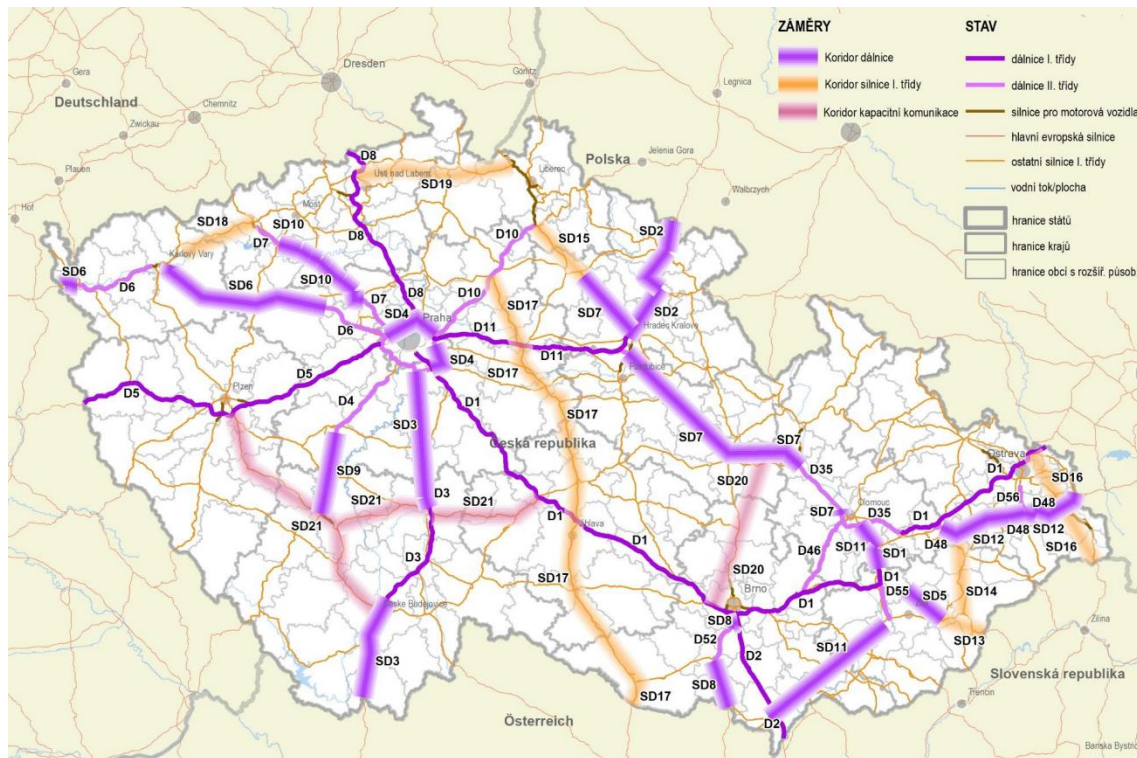 ZÁMĚRY
Koridor dálnice
Koridor silnice I. třídy
Koridor kapacitní komunikace
STAV
dálnice I. třídy
dálnice II. třídy
silnice pro motorová vozidla
hlavní evropská silnice
ostatní silnice I. třídy
vodní tok/plocha
hranice států
hranice krajů
hranice obcí s rozšíř. působ
Dresden
Görlitz
Legnica
Gera
Deutschland
Chemnitz
Zwickau
Plauen
Hof
Polska
Jelenia Gora
Walbrzych
D8
Ústí nad Labem
SD19
Liberec
Most
SD18
SD10
D7
D8
D10
SD15
SD2
Karlovy Vary
SD6
D6
SD6
SD10
D7
D8
D10
SD17
SD7
SD2
SD4
Praha
D6
D11
Hradec Králové
D11
SD4
SD17
D5
D5
Plzeň
D4
SD3
D1
Pardubice
SD17
Česká republika
SD7
SD7
D35
SD9
D3
SD21
SD21
SD21
D1
Jihlava
SD20
Olomouc
SD7
D35
D1
D1
Ostrava
D56
SD16
D48
D48
SD12
D48
SD12
SD16
D3
D1
SD20
D46
SD11
SD1
D1
D55
SD5
SD14
SD13
SD17
Brno
D1
České Budějovice
SD3
SD8
D52
D2
SD11
SD8
SD17
D2
Österreich
Slovenská republika
Žilina
Trencin
Banska Bystric